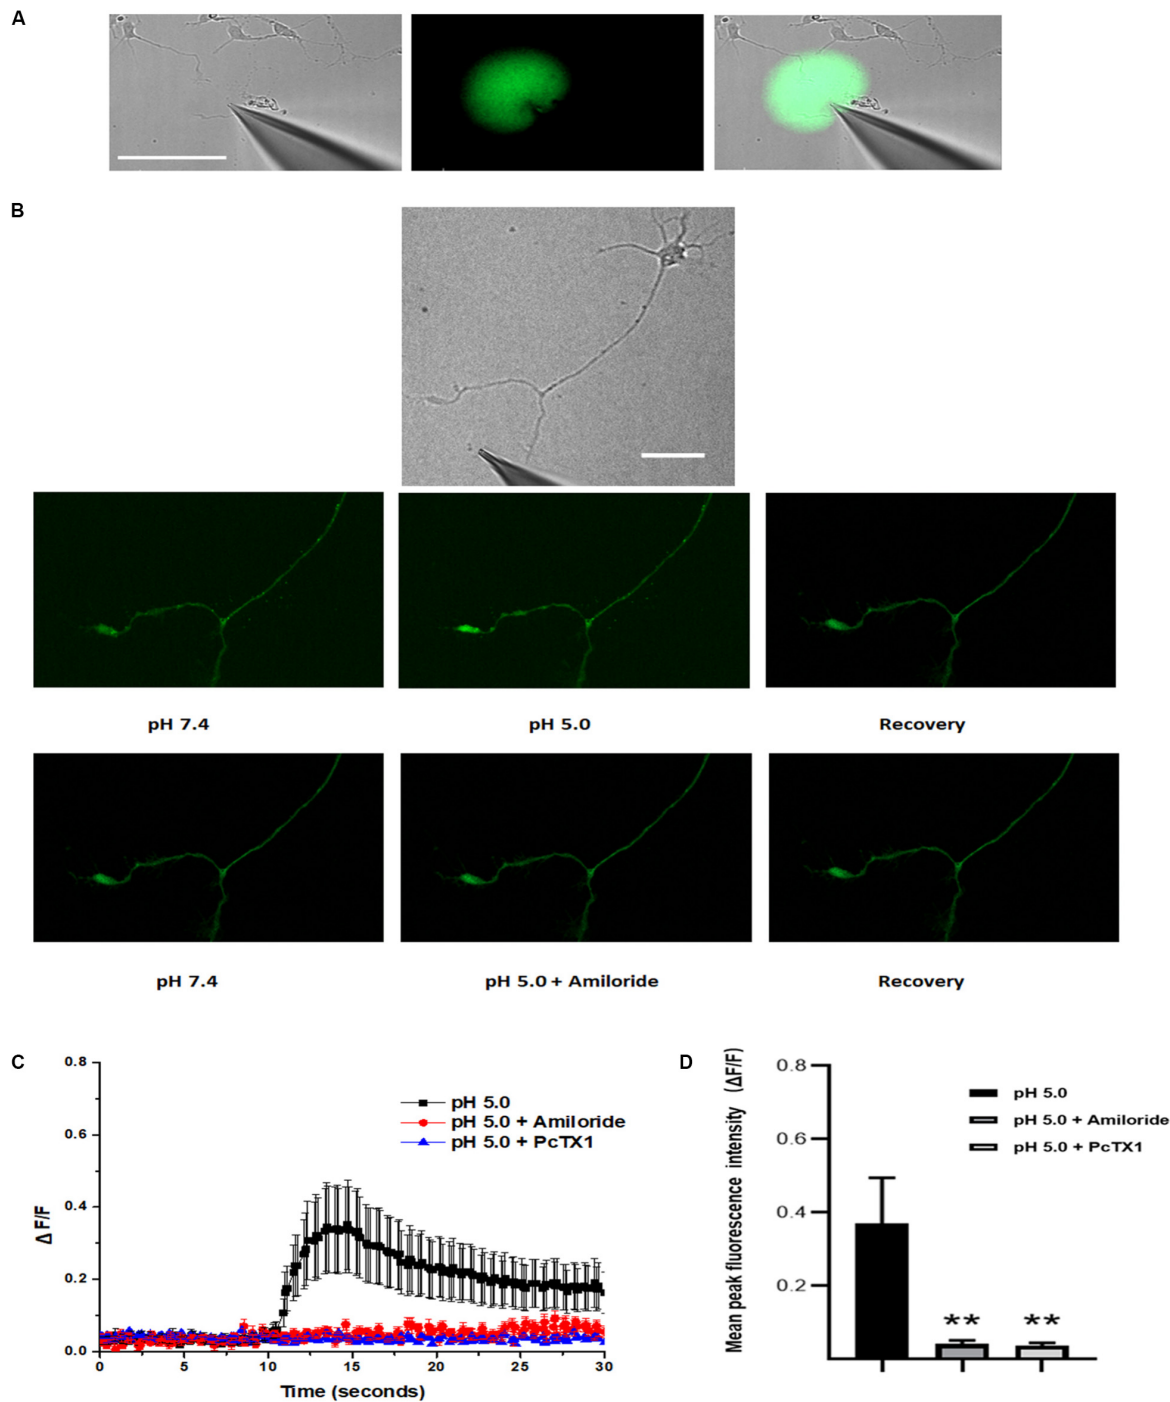 A
B
pH 7.4
pH 5.0
Recovery
pH 7.4
pH 5.0 + Amiloride
Recovery
C
0.8
0.6
0.4
0.2
0.0
Δ F/F
0
5
10
15
20
25
30
Time (seconds)
pH 5.0
pH 5.0 + Amiloride
pH 5.0 + PcTX1
D
Mean peak fluorescence intensity (ΔF/F)
0.8
0.6
0.4
0.2
pH 5.0
pH 5.0 + Amiloride
pH 5.0 + PcTX1
** **